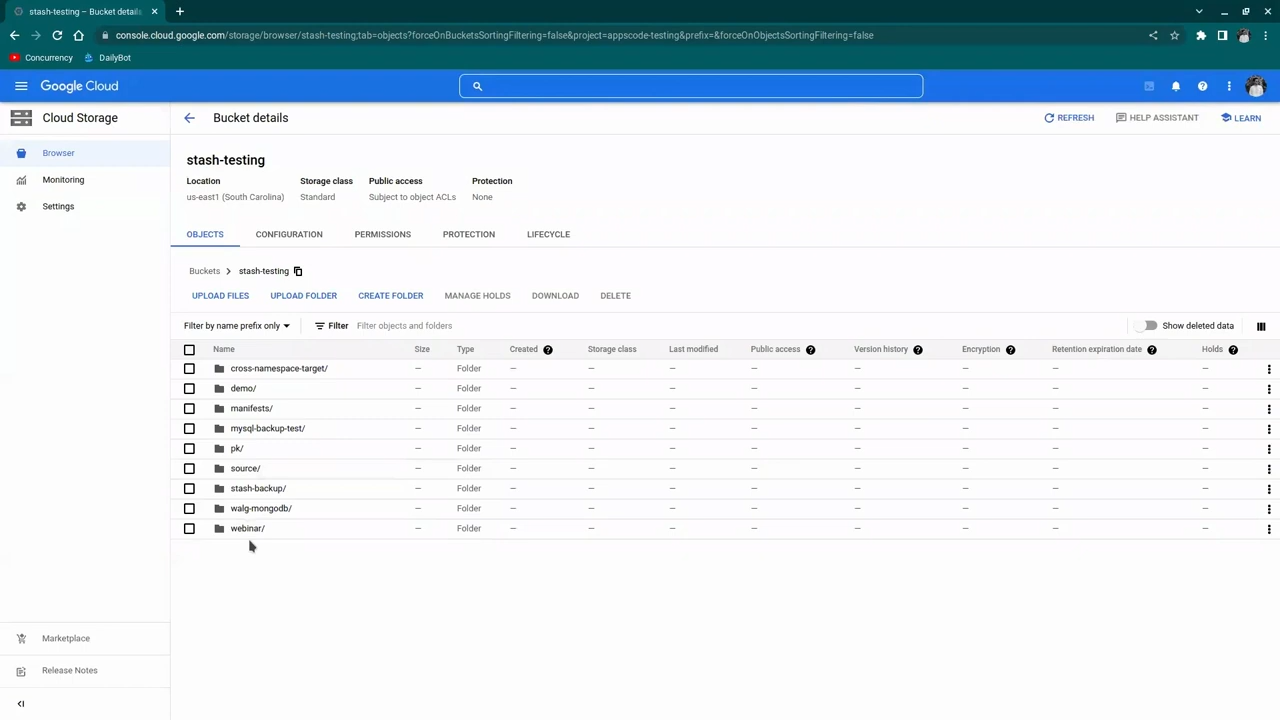 stash-testing – Bucket details
console.cloud.google.com/storage/browser/stash-testing;tab=objects?forceOnBucketsSortingFiltering=false&project=appscode-testing&prefix=&forceOnObjectsSortingFiltering=false
Concurrency DailyBot
Google Cloud
Cloud Storage Bucket details REFRESH HELP ASSISTANT LEARN
Browser
Monitoring
Settings
stash-testing
Location Storage class Public access Protection
us-east1 (South Carolina) Standard Subject to object ACLs None
OBJECTS CONFIGURATION PERMISSIONS PROTECTION LIFECYCLE
Buckets > stash-testing
UPLOAD FILES UPLOAD FOLDER CREATE FOLDER MANAGE HOLDS DOWNLOAD DELETE
Filter by name prefix only Filter Filter objects and folders Show deleted data
Name Size Type Created Storage class Last modified Public access Version history Encryption Retention expiration date Holds
cross-namespace-target/ — Folder — — — — — — — —
demo/ — Folder — — — — — — — —
manifests/ — Folder — — — — — — — —
mysql-backup-test/ — Folder — — — — — — — —
pk/ — Folder — — — — — — — —
source/ — Folder — — — — — — — —
stash-backup/ — Folder — — — — — — — —
walg-mongodb/ — Folder — — — — — — — —
webinar/ — Folder — — — — — — — —
Marketplace
Release Notes